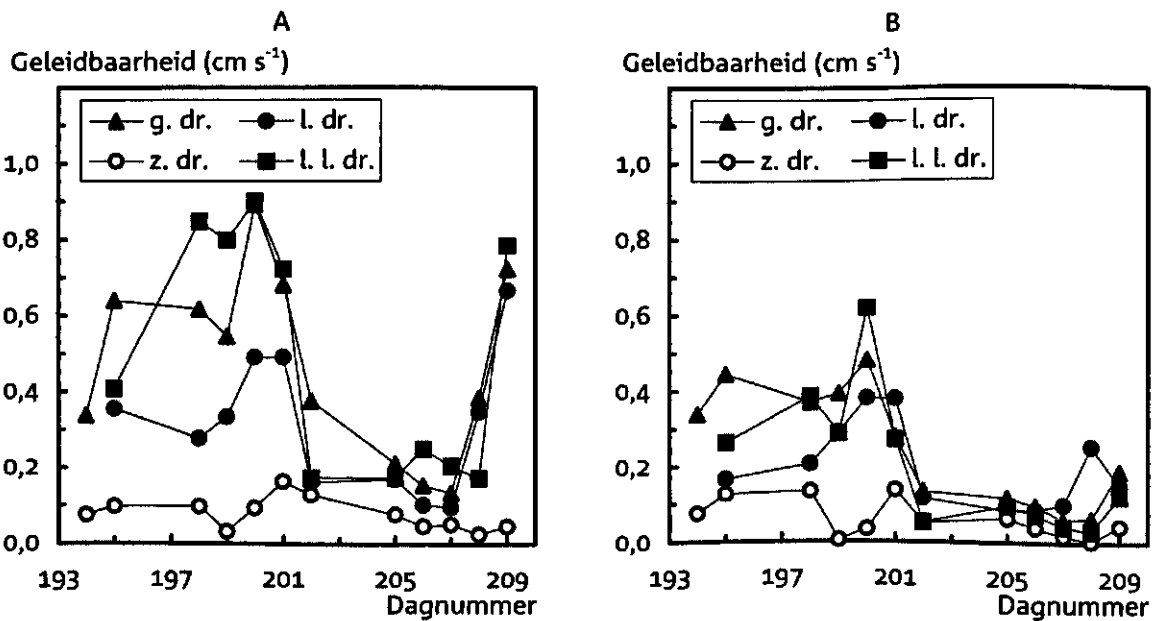 A
Geleidbaarheid (cm s⁻¹)
g. dr.
l. dr.
z. dr.
l. l. dr.
1,0
0,8
0,6
0,4
0,2
0,0
193 197 201 205 209
Dagnummer
B
Geleidbaarheid (cm s⁻¹)
g. dr.
l. dr.
z. dr.
l. l. dr.
1,0
0,8
0,6
0,4
0,2
0,0
193 197 201 205 209
Dagnummer